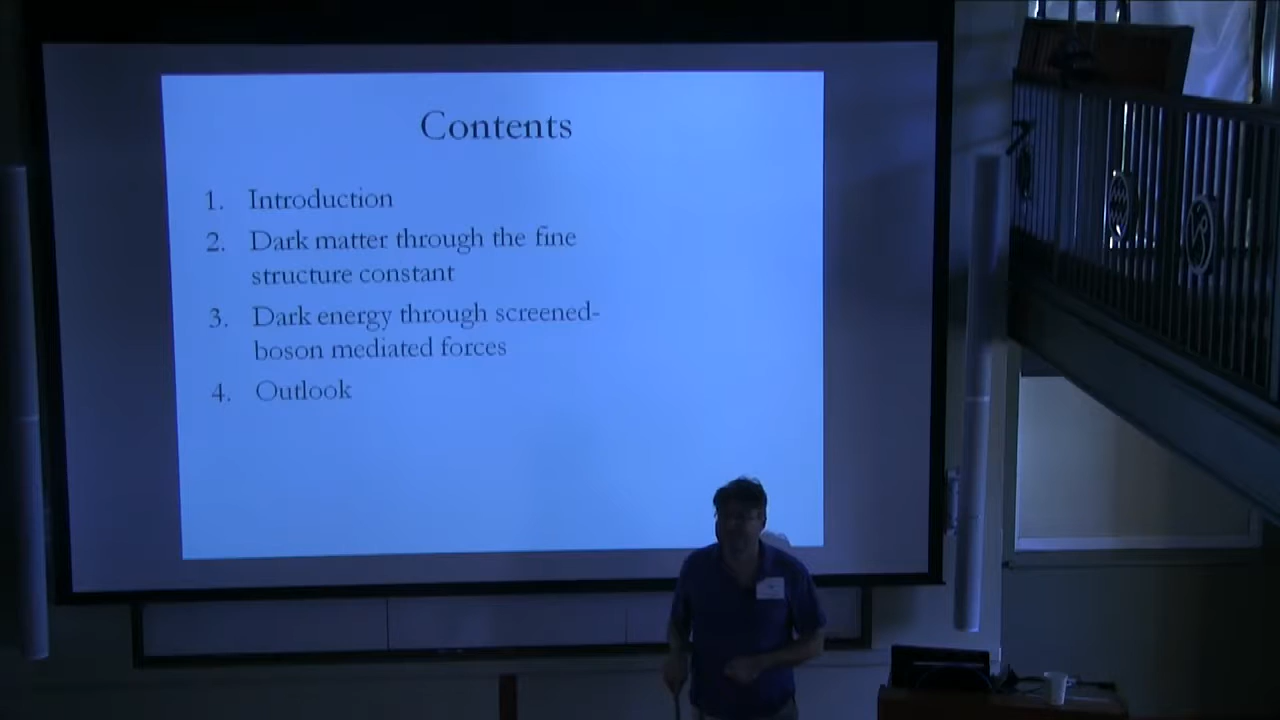 Contents
1. Introduction
2. Dark matter through the fine
structure constant
3. Dark energy through screened-
boson mediated forces
4. Outlook